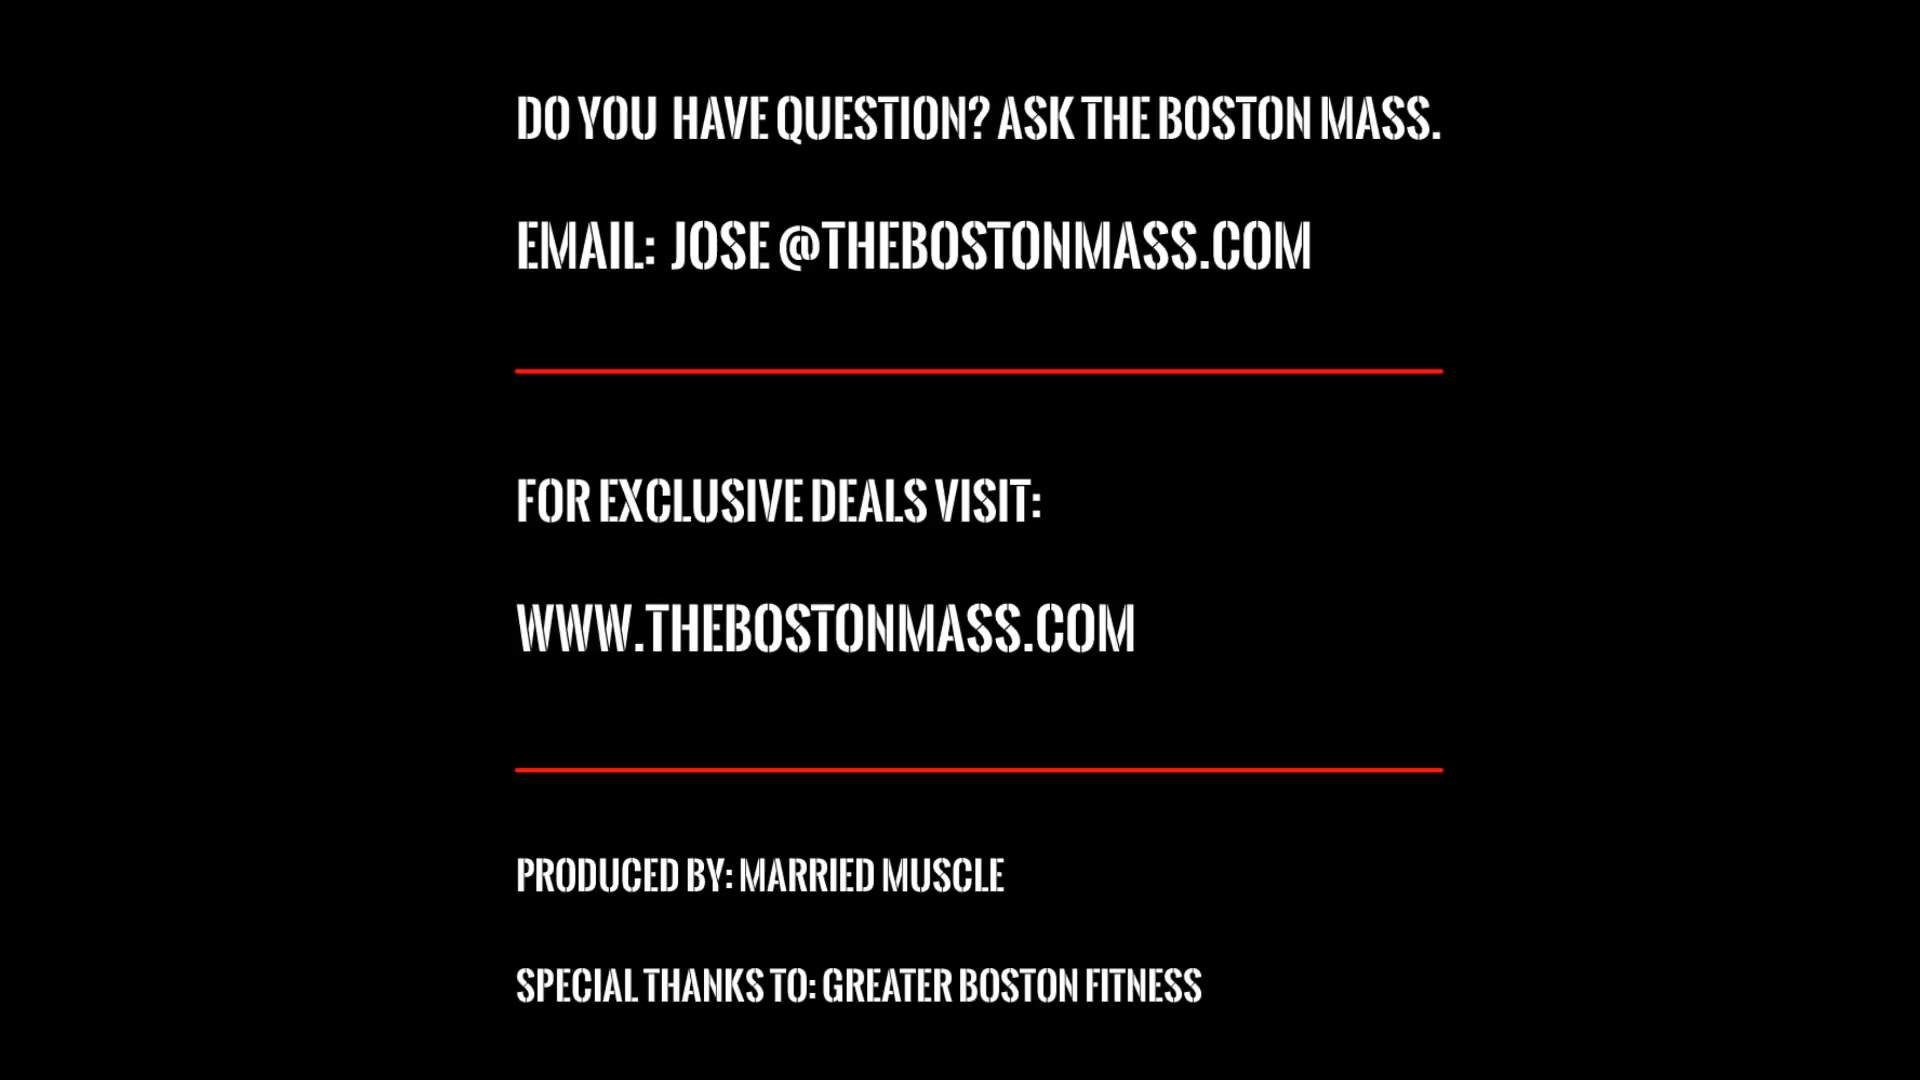 DO YOU HAVE QUESTION? ASK THE BOSTON MASS.
EMAIL: JOSE @THEBOSTONMASS.COM
FOR EXCLUSIVE DEALS VISIT:
WWW.THEBOSTONMASS.COM
PRODUCED BY: MARRIED MUSCLE
SPECIAL THANKS TO: GREATER BOSTON FITNESS